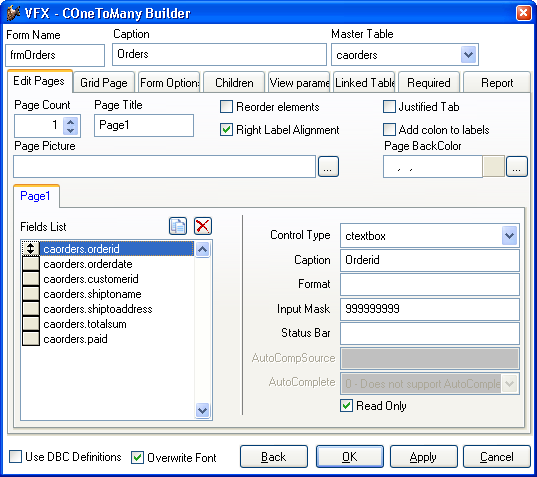 VFX - COneToMany Builder
Form Name Caption Master Table
frmOrders Orders caorders
Edit Pages Grid Page Form Options Children View parame Linked Table Required Report
Page Count Page Title Reorder elements Justified Tab
1 Page1 Right Label Alignment Add colon to labels
Page Picture Page BackColor
... , , ...
Page1
Fields List
caorders.orderid
caorders.orderdate
caorders.customerid
caorders.shiptoname
caorders.shiptoaddress
caorders.totalsum
caorders.paid
Control Type ctextbox
Caption Orderid
Format
Input Mask 999999999
Status Bar
AutoCompSource
AutoComplete 0 - Does not support AutoComple
Read Only
Use DBC Definitions Overwrite Font Back OK Apply Cancel